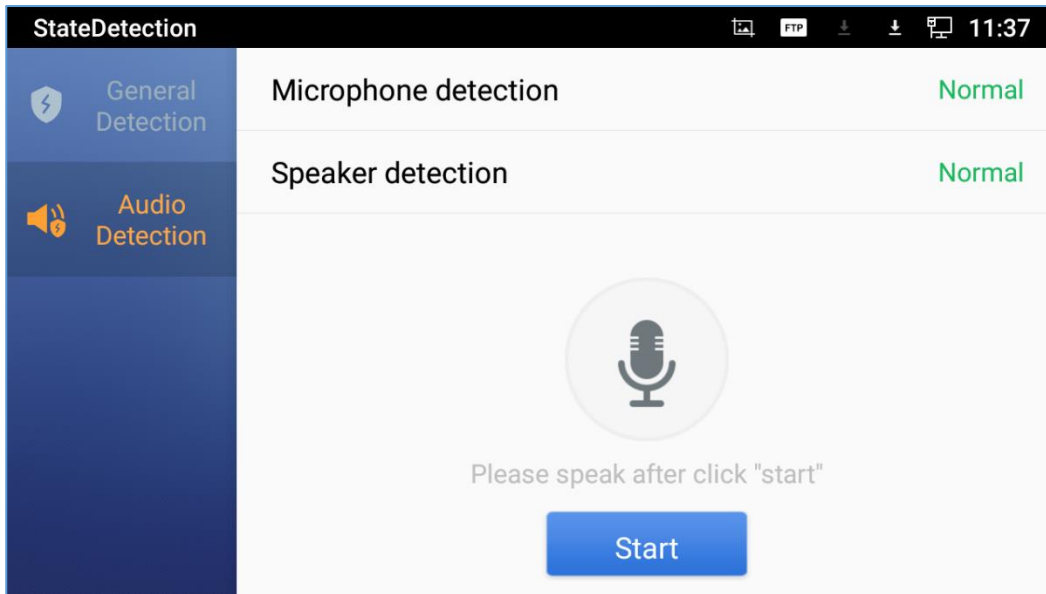 StateDetection
FTP
11:37
General
Detection
Audio
Detection
Microphone detection
Normal
Speaker detection
Normal
Please speak after click "start"
Start